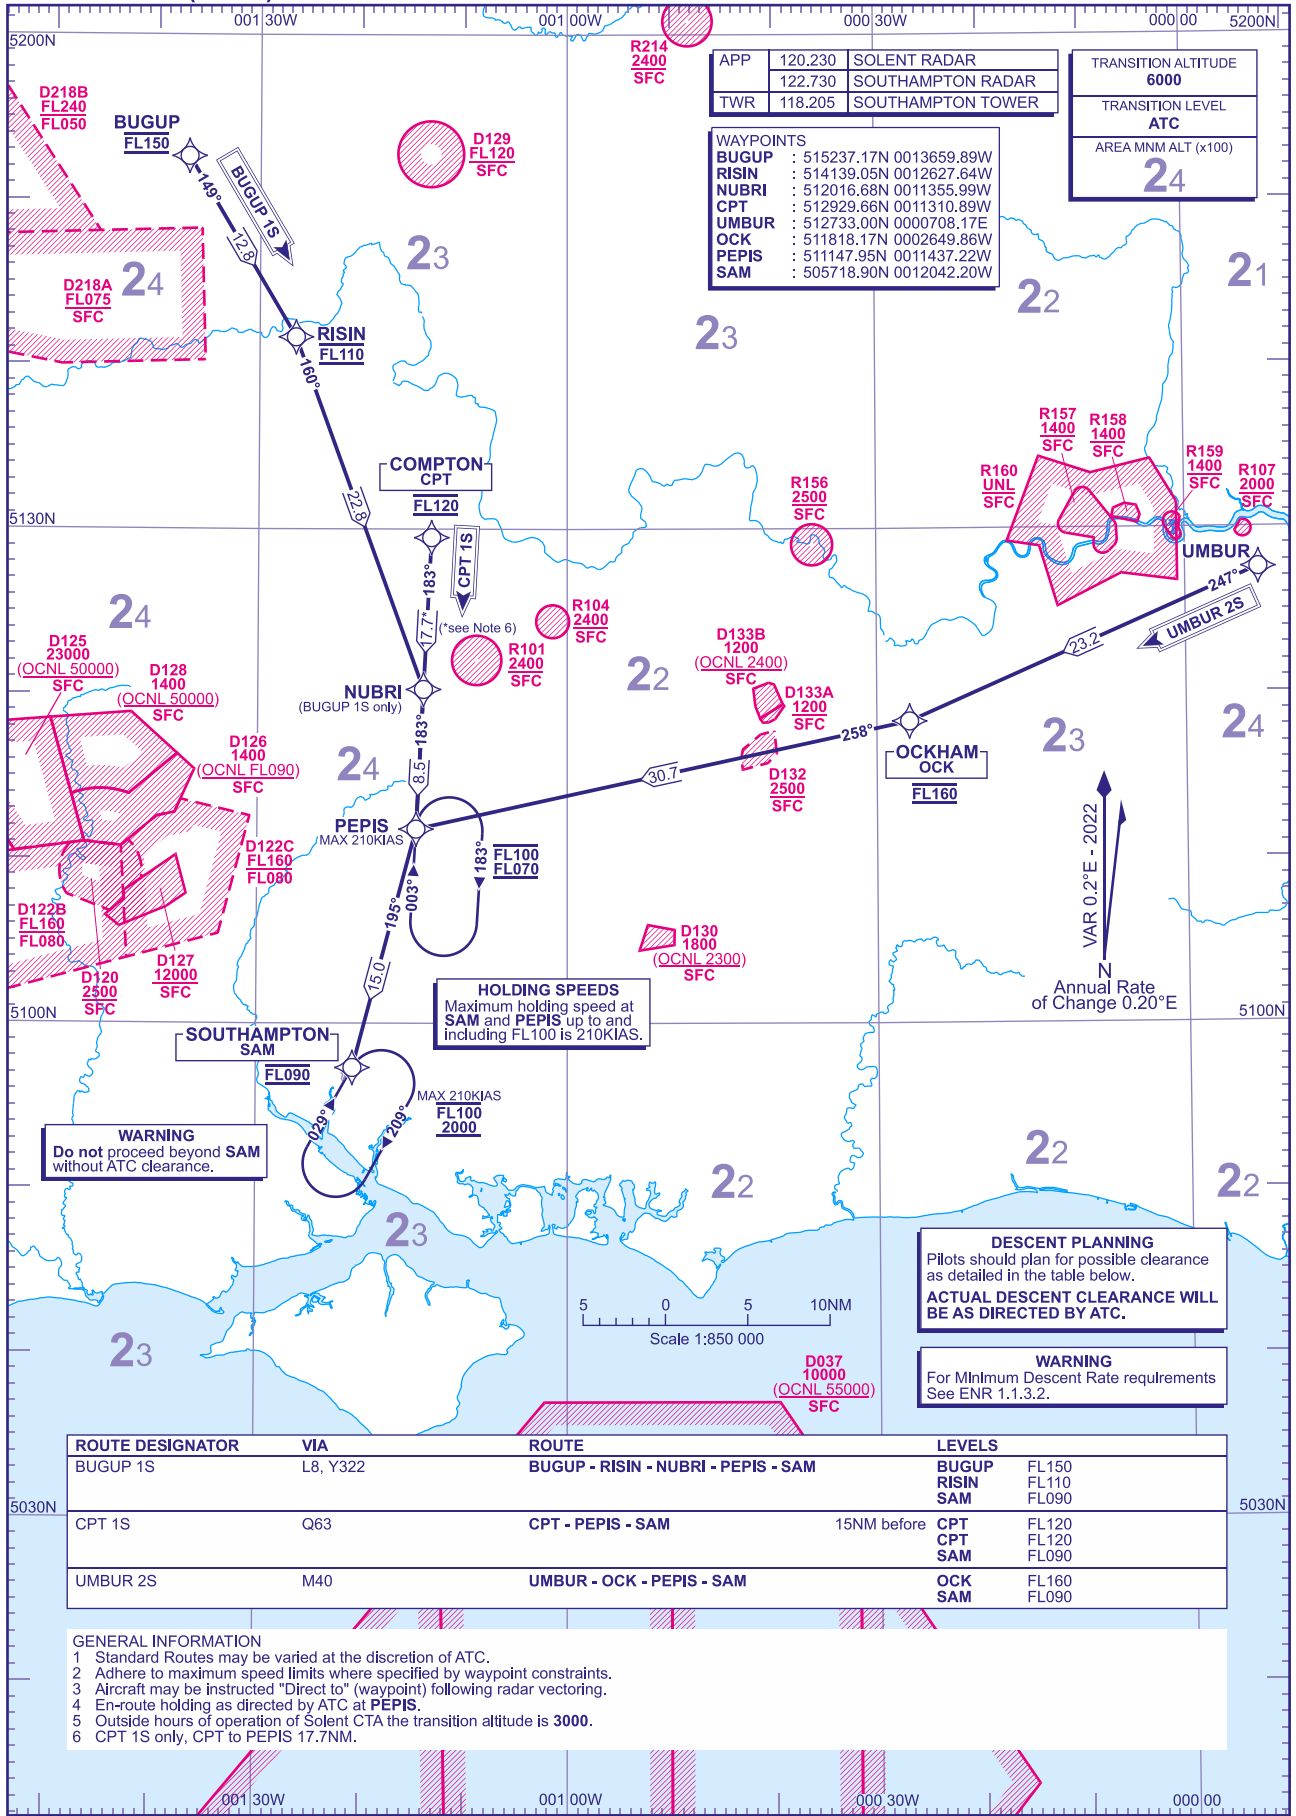 001 30W
001 00W
000 30W
000 00
5200N
5200N
R214
2400
SFC
APP 120.230 SOLENT RADAR
122.730 SOUTHAMPTON RADAR
TWR 118.205 SOUTHAMPTON TOWER
TRANSITION ALTITUDE
6000
TRANSITION LEVEL
ATC
AREA MNM ALT (x100)
24
D218B
FL240
FL050
BUGUP
FL150
D129
FL120
SFC
WAYPOINTS
BUGUP : 515237.17N 0013659.89W
RISIN : 514139.05N 0012627.64W
NUBRI : 512016.68N 0011355.99W
CPT : 512929.66N 0011310.89W
UMBUR : 512733.00N 0000708.17E
OCK : 511818.17N 0002649.86W
PEPIS : 511147.95N 0011437.22W
SAM : 505718.90N 0012042.20W
149°
BUGUP 1S
12.8
23
24
D218A
FL075
SFC
22
21
23
RISIN
FL110
160°
R157
1400
SFC
R158
1400
SFC
R159
1400
SFC
R160
UNL
SFC
R107
2000
SFC
COMPTON
CPT
FL120
22.8
R156
2500
SFC
5130N
UMBUR
247°
UMBUR 2S
CPT 1S
183°
17.7*
(*see Note 6)
24
R104
2400
SFC
R101
2400
SFC
D133B
1200
(OCNL 2400)
SFC
23.2
D125
23000
(OCNL 50000)
SFC
D128
1400
(OCNL 50000)
SFC
22
NUBRI
(BUGUP 1S only)
D133A
1200
SFC
183°
258°
23
24
D126
1400
(OCNL FL090)
SFC
24
8.5
30.7
OCKHAM
OCK
FL160
D132
2500
SFC
PEPIS
MAX 210KIAS
D122C
FL160
FL080
183°
FL100
FL070
003°
VAR 0.2°E - 2022
N
Annual Rate
of Change 0.20°E
D122B
FL160
FL080
195°
D130
1800
(OCNL 2300)
SFC
D127
12000
SFC
D120
2500
SFC
15.0
HOLDING SPEEDS
Maximum holding speed at
SAM and PEPIS up to and
including FL100 is 210KIAS.
5100N
5100N
SOUTHAMPTON
SAM
FL090
MAX 210KIAS
FL100
2000
029°
209°
WARNING
Do not proceed beyond SAM
without ATC clearance.
22
22
22
23
DESCENT PLANNING
Pilots should plan for possible clearance
as detailed in the table below.
ACTUAL DESCENT CLEARANCE WILL
BE AS DIRECTED BY ATC.
5 0 5 10NM
Scale 1:850 000
23
WARNING
For Minimum Descent Rate requirements
See ENR 1.1.3.2.
D037
10000
(OCNL 55000)
SFC
ROUTE DESIGNATOR VIA ROUTE LEVELS
BUGUP 1S L8, Y322 BUGUP - RISIN - NUBRI - PEPIS - SAM BUGUP FL150
RISIN FL110
SAM FL090
5030N
5030N
CPT 1S Q63 CPT - PEPIS - SAM 15NM before CPT FL120
CPT FL120
SAM FL090
UMBUR 2S M40 UMBUR - OCK - PEPIS - SAM OCK FL160
SAM FL090
GENERAL INFORMATION
1 Standard Routes may be varied at the discretion of ATC.
2 Adhere to maximum speed limits where specified by waypoint constraints.
3 Aircraft may be instructed "Direct to" (waypoint) following radar vectoring.
4 En-route holding as directed by ATC at PEPIS.
5 Outside hours of operation of Solent CTA the transition altitude is 3000.
6 CPT 1S only, CPT to PEPIS 17.7NM.
001 30W
001 00W
000 30W
000 00